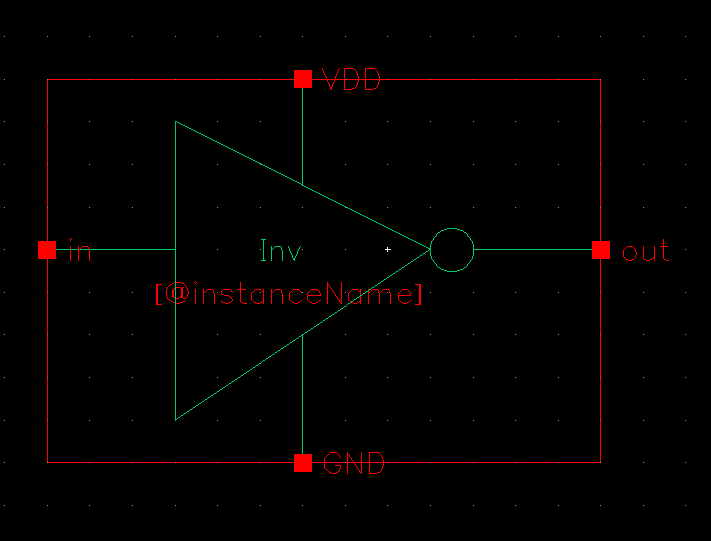 VDD
in
Inv
out
[@instanceName]
GND